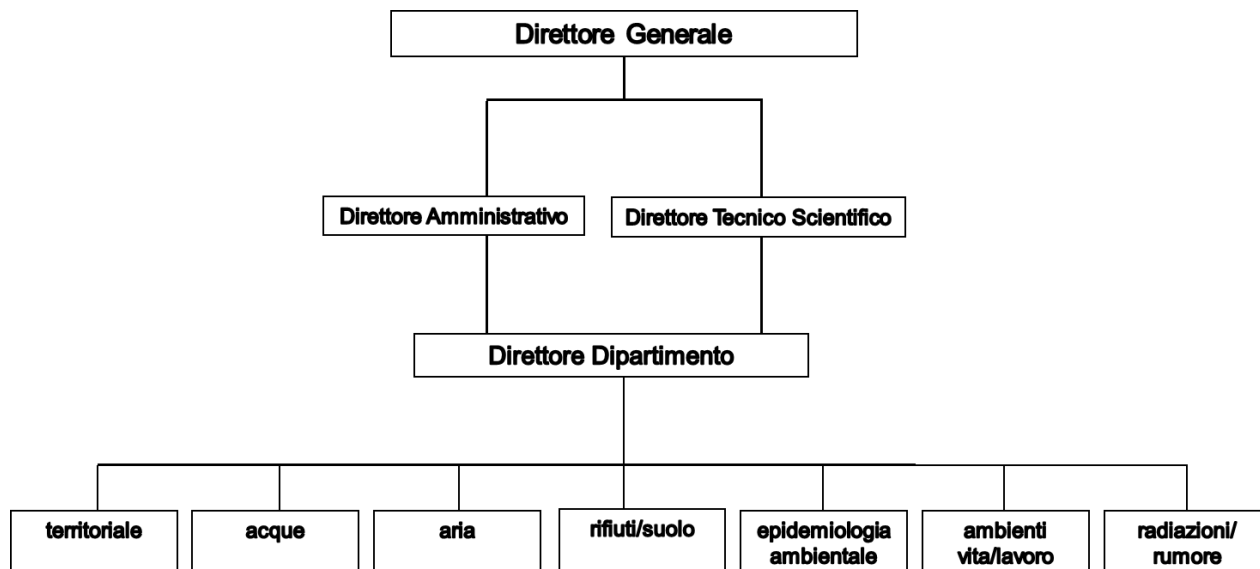 Direttore Generale
Direttore Amministrativo
Direttore Tecnico Scientifico
Direttore Dipartimento
territoriale
acque
aria
rifiuti/suolo
epidemiologia
ambientale
ambienti
vita/lavoro
radiazioni/
rumore